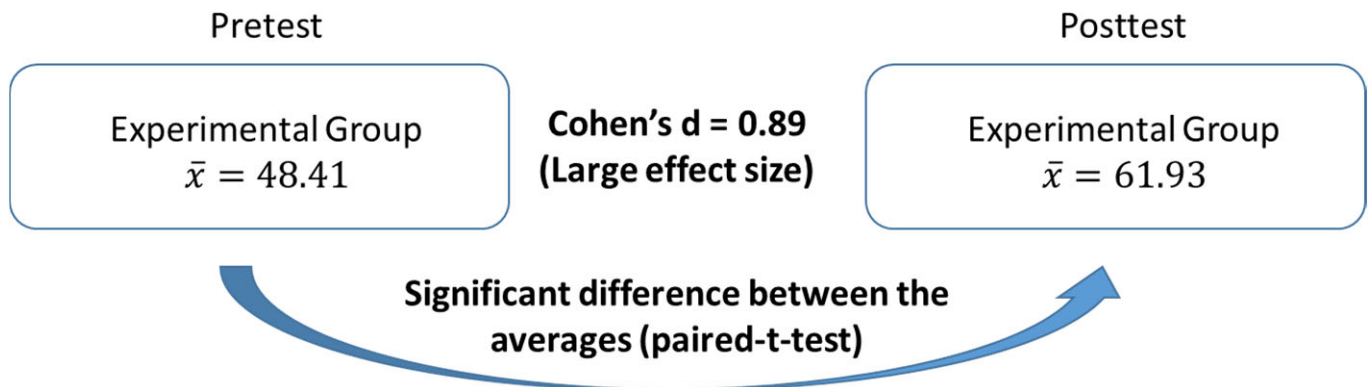 Pretest
Posttest
Experimental Group
x̄ = 48.41
Cohen’s d = 0.89
(Large effect size)
Experimental Group
x̄ = 61.93
Significant difference between the
averages (paired-t-test)